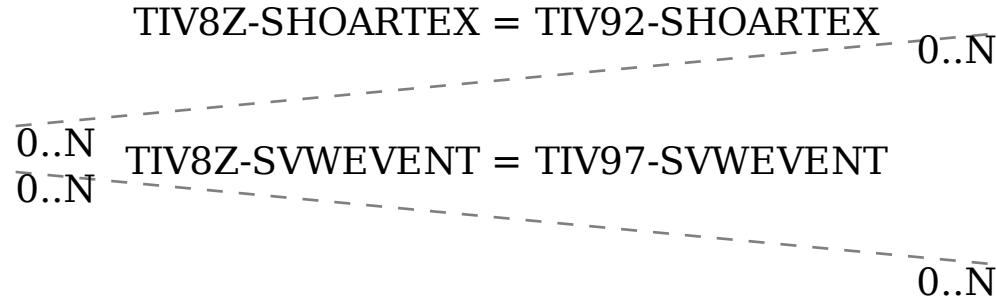 TIV8Z-SHOARTEX = TIV92-SHOARTEX
0..N
0..N
TIV8Z-SVWEVENT = TIV97-SVWEVENT
0..N
0..N